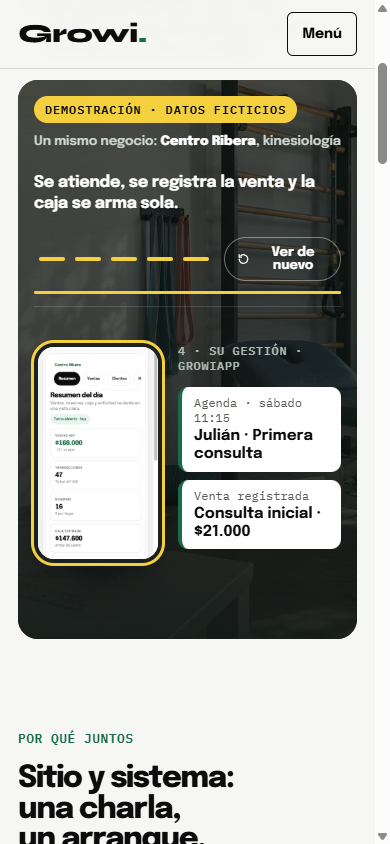 Growi.
Menú
DEMOSTRACIÓN · DATOS FICTICIOS
Un mismo negocio: Centro Ribera, kinesiología
Se atiende, se registra la venta y la
caja se arma sola.
Ver de
nuevo
4 · SU GESTIÓN ·
GROWIAPP
Agenda · sábado
11:15
Julián · Primera
consulta
Venta registrada
Consulta inicial ·
$21.000
Centro Ribera
Resumen Ventas Clientes
Resumen del día
$168.000
47
16
$147.600
POR QUÉ JUNTOS
Sitio y sistema:
una charla,
un arranque.